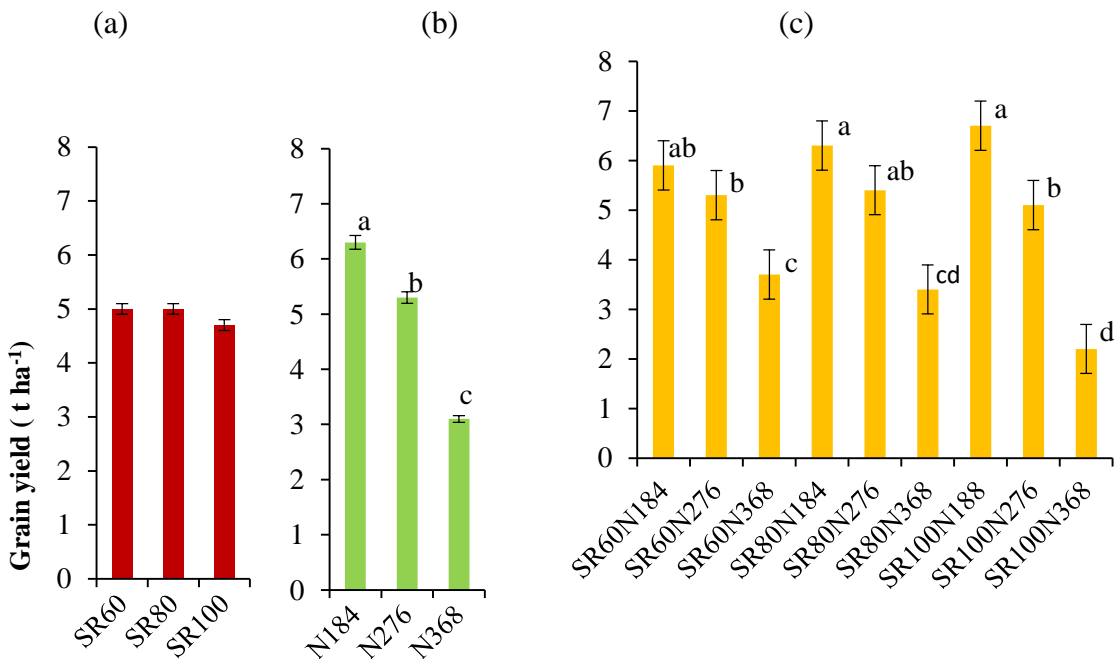 (a)
(b)
(c)
Grain yield ( t ha-1)
8
7
6
5
4
3
2
1
0
SR60
SR80
SR100
8
7
6
5
4
3
2
1
0
a
b
c
N184
N276
N368
8
7
6
5
4
3
2
1
0
ab
b
c
a
ab
cd
a
b
d
SR60N184
SR60N276
SR60N368
SR80N184
SR80N276
SR80N368
SR100N188
SR100N276
SR100N368